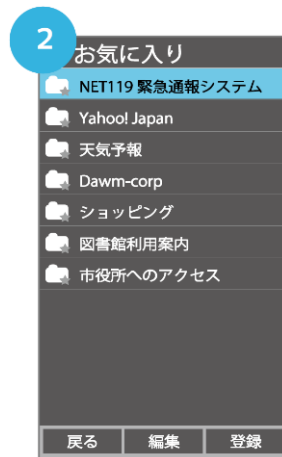 2
お気に入り
NET119 緊急通報システム
Yahoo! Japan
天気予報
Dawm-corp
ショッピング
図書館利用案内
市役所へのアクセス
戻る 編集 登録